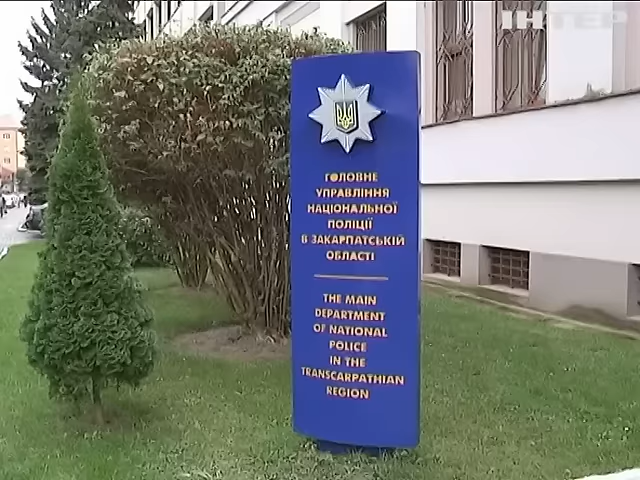 ІНТЕР
ГОЛОВНЕ
УПРАВЛІННЯ
НАЦІОНАЛЬНОЇ
ПОЛІЦІЇ
В ЗАКАРПАТСЬКІЙ
ОБЛАСТІ
THE MAIN
DEPARTMENT
OF NATIONAL
POLICE
IN THE
TRANSCARPATHIAN
REGION